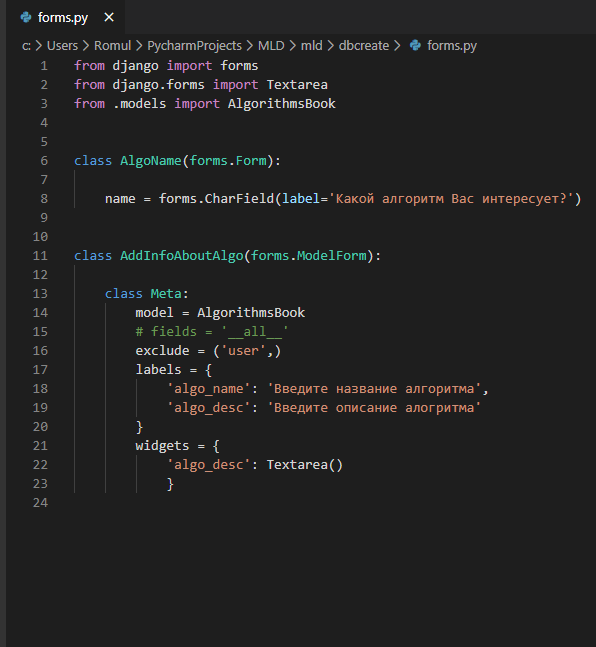 forms.py ×
C: > Users > Romul > PycharmProjects > MLD > mld > dbcreate > forms.py
1 from django import forms
2 from django.forms import Textarea
3 from .models import AlgorithmsBook
4
5
6 class AlgoName(forms.Form):
7
8     name = forms.CharField(label='Какой алгоритм Вас интересует?')
9
10
11 class AddInfoAboutAlgo(forms.ModelForm):
12
13     class Meta:
14         model = AlgorithmsBook
15         # fields = '__all__'
16         exclude = ('user',)
17         labels = {
18             'algo_name': 'Введите название алгоритма',
19             'algo_desc': 'Введите описание алогритма'
20         }
21         widgets = {
22             'algo_desc': Textarea()
23             }
24